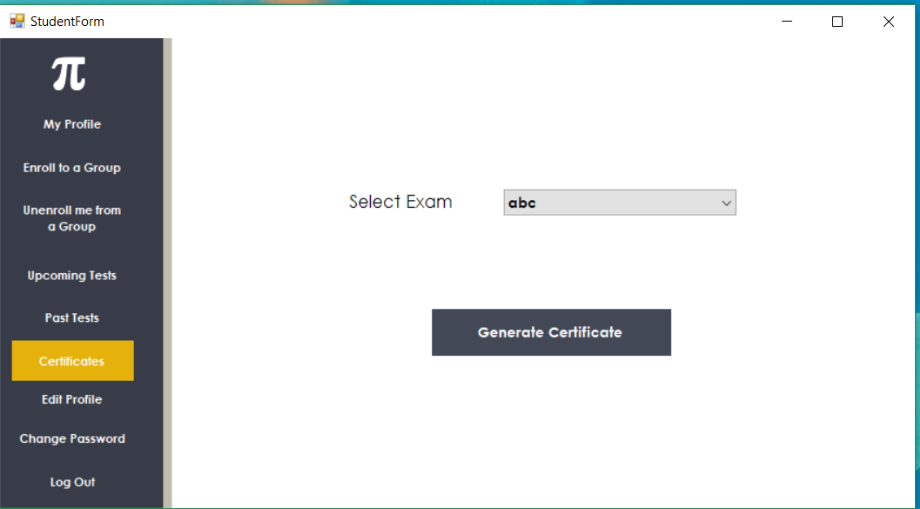 StudentForm
π
My Profile
Enroll to a Group
Unenroll me from
a Group
Upcoming Tests
Past Tests
Certificates
Edit Profile
Change Password
Log Out
Select Exam
abc
Generate Certificate